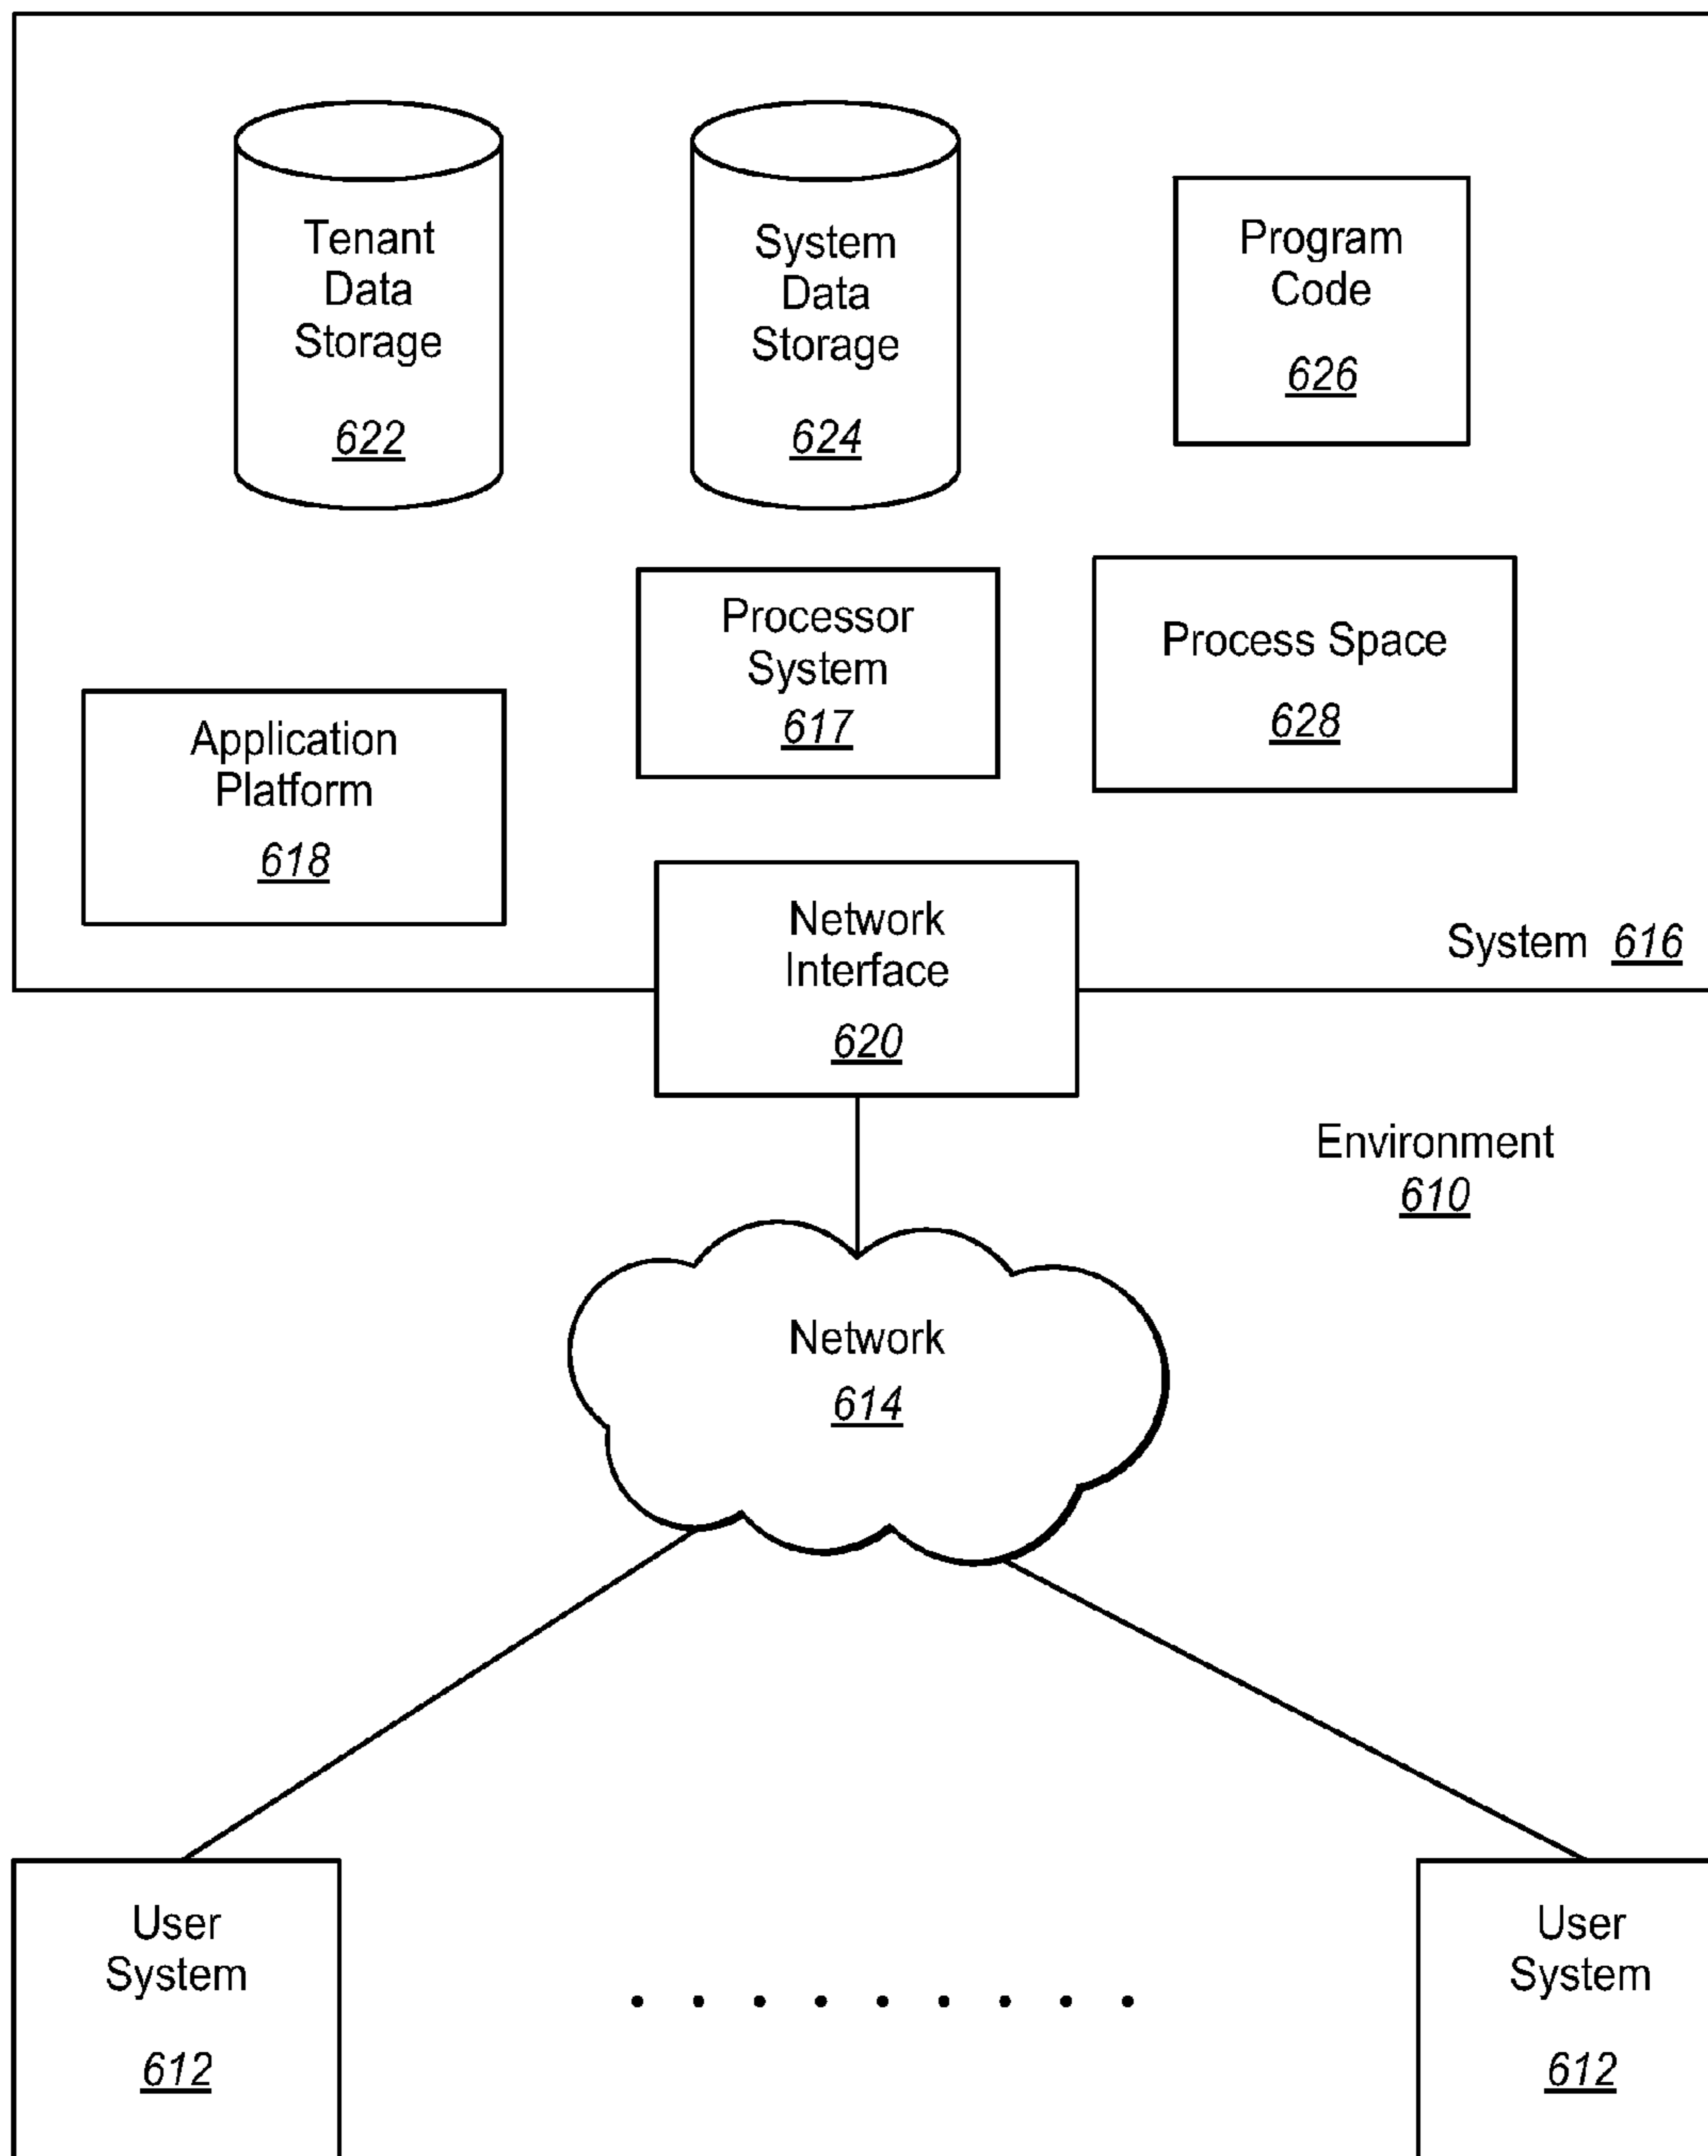 Tenant
Data
Storage
622
System
Data
Storage
624
Program
Code
626
Processor
System
617
Process Space
628
Application
Platform
618
Network
Interface
620
System 616
Environment
610
Network
614
User
System
612
User
System
612